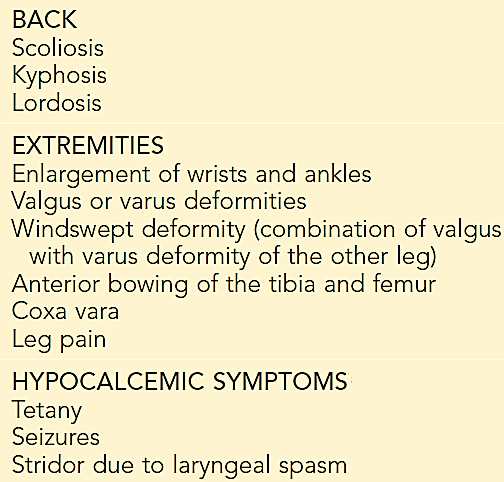 BACK
Scoliosis
Kyphosis
Lordosis
EXTREMITIES
Enlargement of wrists and ankles
Valgus or varus deformities
Windswept deformity (combination of valgus
with varus deformity of the other leg)
Anterior bowing of the tibia and femur
Coxa vara
Leg pain
HYPOCALCEMIC SYMPTOMS
Tetany
Seizures
Stridor due to laryngeal spasm